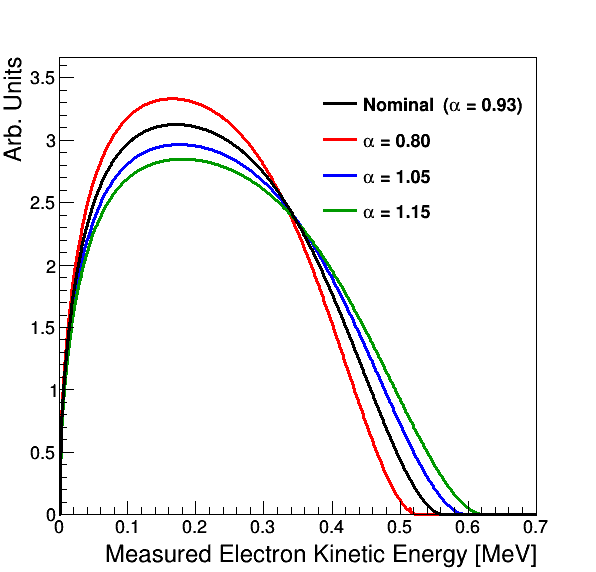 Arb. Units
3.5
3
2.5
2
1.5
1
0.5
0
Nominal (α = 0.93)
α = 0.80
α = 1.05
α = 1.15
0 0.1 0.2 0.3 0.4 0.5 0.6 0.7
Measured Electron Kinetic Energy [MeV]